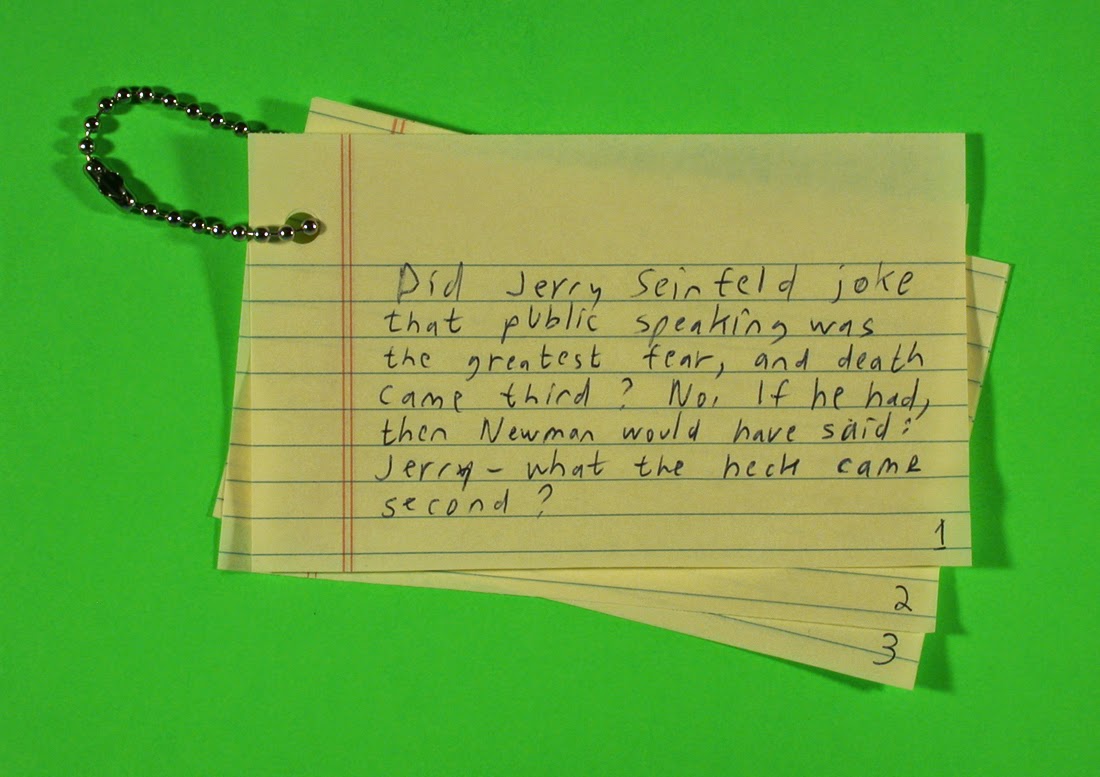 Did Jerry Seinfeld joke
that public speaking was
the greatest fear, and death
came third? No. If he had,
then Newman would have said:
Jerry - what the heck came
second?
1
2
3